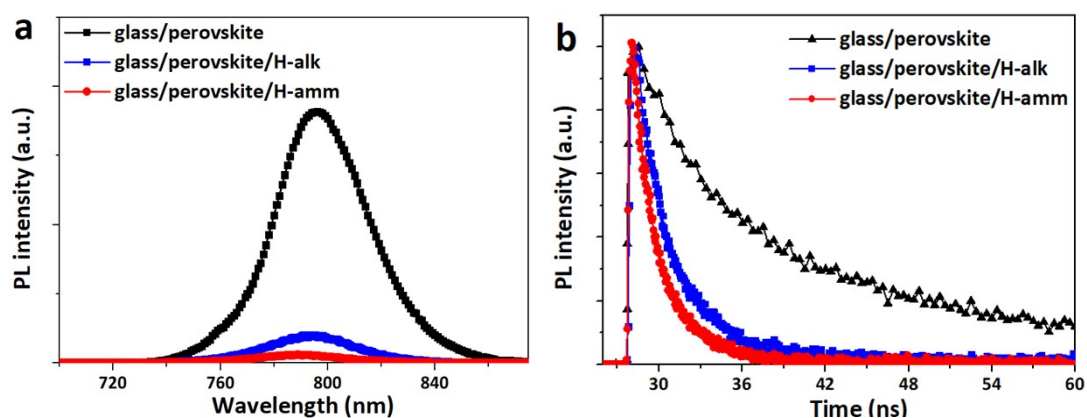 a
glass/perovskite
glass/perovskite/H-alk
glass/perovskite/H-amm
PL intensity (a.u.)
720 760 800 840
Wavelength (nm)
b
glass/perovskite
glass/perovskite/H-alk
glass/perovskite/H-amm
PL intensity (a.u.)
30 36 42 48 54 60
Time (ns)